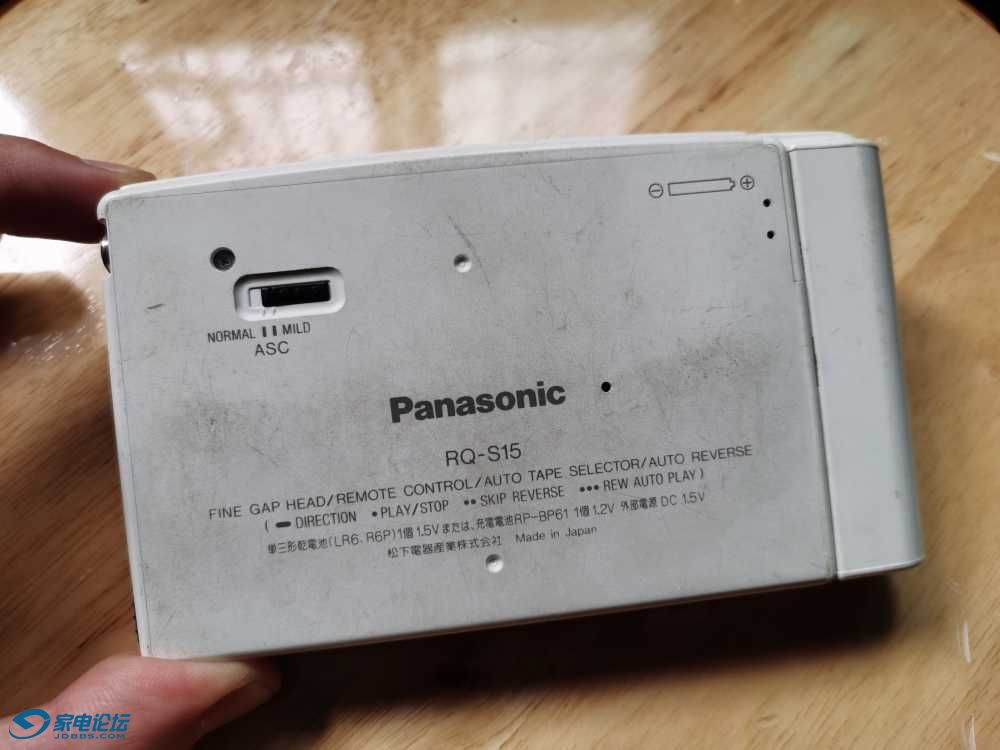 ⊖ ⊕
NORMAL ▮▮ MILD
ASC
Panasonic
RQ-S15
FINE GAP HEAD/REMOTE CONTROL/AUTO TAPE SELECTOR/AUTO REVERSE
( ▬ DIRECTION •PLAY/STOP ••SKIP REVERSE •••REW AUTO PLAY )
単三形乾電池(LR6、R6P)1個 1.5V または、充電電池RP-BP61 1個 1.2V 外部電源 DC 1.5V
松下電器産業株式会社 Made in Japan
家电论坛
JDBBS.COM